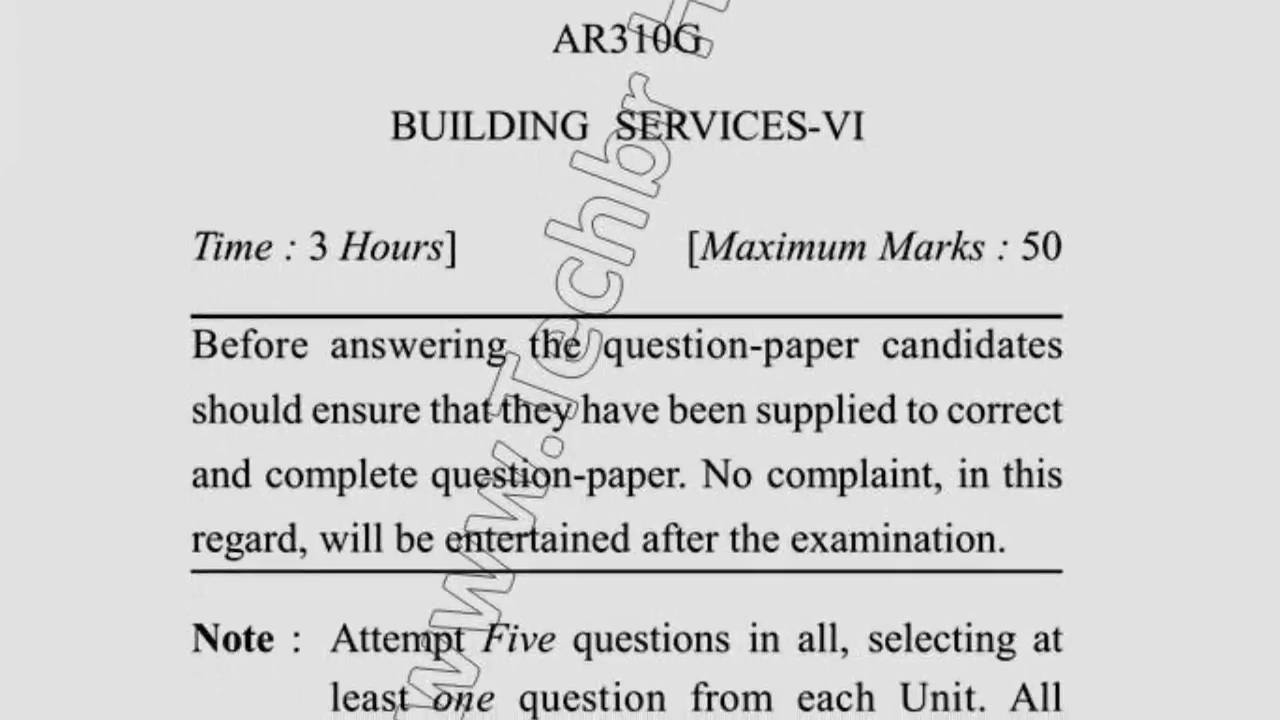 AR310G
BUILDING SERVICES-VI
Time : 3 Hours] [Maximum Marks : 50
Before answering the question-paper candidates
should ensure that they have been supplied to correct
and complete question-paper. No complaint, in this
regard, will be entertained after the examination.
Note : Attempt Five questions in all, selecting at
least one question from each Unit. All
www.Techbr